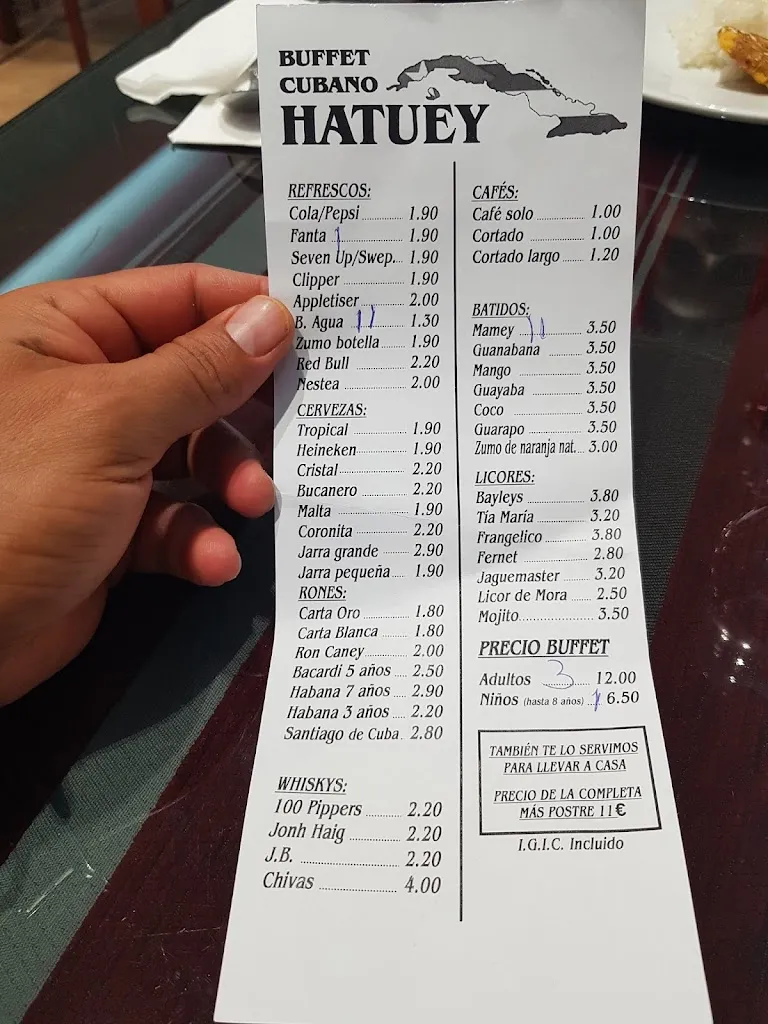 BUFFET
CUBANO
HATUEY
REFRESCOS:
Cola/Pepsi ........ 1.90
Fanta 1 ........ 1.90
Seven Up/Swep... 1.90
Clipper ........ 1.90
Appletiser ........ 2.00
B. Agua 11 ........ 1.30
Zumo botella ........ 1.90
Red Bull ........ 2.20
Nestea ........ 2.00
CERVEZAS:
Tropical ........ 1.90
Heineken ........ 1.90
Cristal ........ 2.20
Bucanero ........ 2.20
Malta ........ 1.90
Coronita ........ 2.20
Jarra grande ........ 2.90
Jarra pequeña .... 1.90
RONES:
Carta Oro ........ 1.80
Carta Blanca ........ 1.80
Ron Caney ........ 2.00
Bacardi 5 años .... 2.50
Habana 7 años .... 2.90
Habana 3 años .... 2.20
Santiago de Cuba. 2.80
WHISKYS:
100 Pippers ........ 2.20
Jonh Haig ........ 2.20
J.B. ........ 2.20
Chivas ........ 4.00
CAFÉS:
Café solo ........ 1.00
Cortado ........ 1.00
Cortado largo ...... 1.20
BATIDOS:
Mamey 11 ........ 3.50
Guanabana ........ 3.50
Mango ........ 3.50
Guayaba ........ 3.50
Coco ........ 3.50
Guarapo ........ 3.50
Zumo de naranja nat... 3.00
LICORES:
Bayleys ........ 3.80
Tía María ........ 3.20
Frangelico ........ 3.80
Fernet ........ 2.80
Jaguemaster ........ 3.20
Licor de Mora ...... 2.50
Mojito ........ 3.50
PRECIO BUFFET
Adultos 3 ........ 12.00
Niños (hasta 8 años) ..1 6.50
TAMBIÉN TE LO SERVIMOS
PARA LLEVAR A CASA
PRECIO DE LA COMPLETA
MÁS POSTRE 11€
I.G.I.C. Incluido